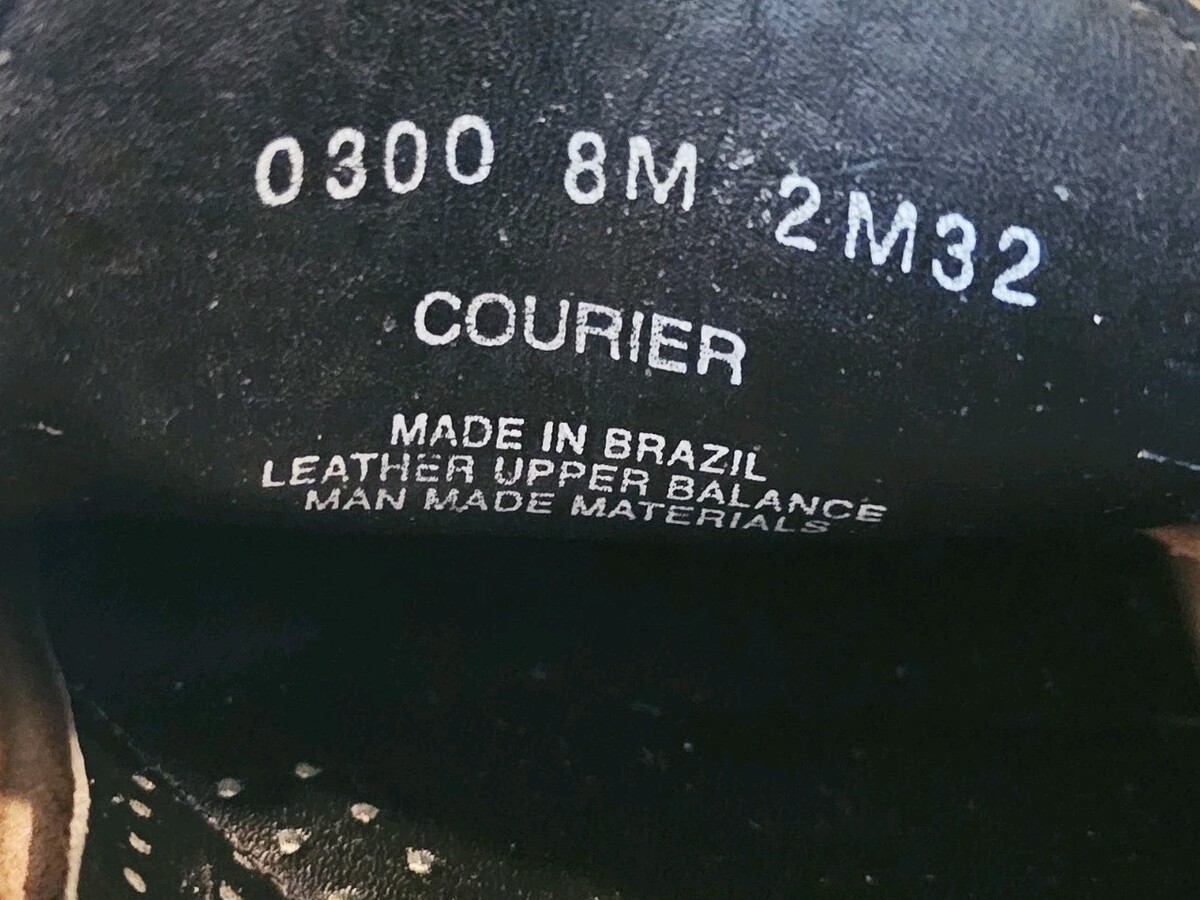 0300 8M 2M32
COURIER
MADE IN BRAZIL
LEATHER UPPER BALANCE
MAN MADE MATERIALS